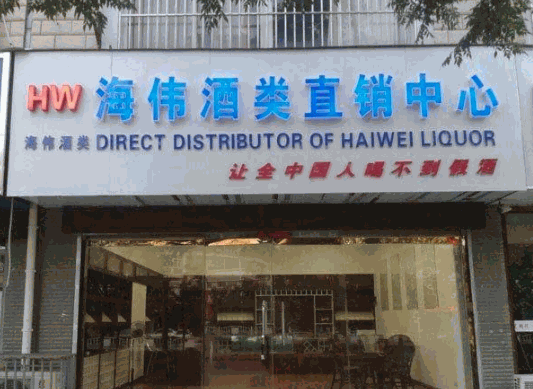 HW 海伟酒类直销中心
海伟酒类 DIRECT DISTRIBUTOR OF HAIWEI LIQUOR
让全中国人喝不到假酒